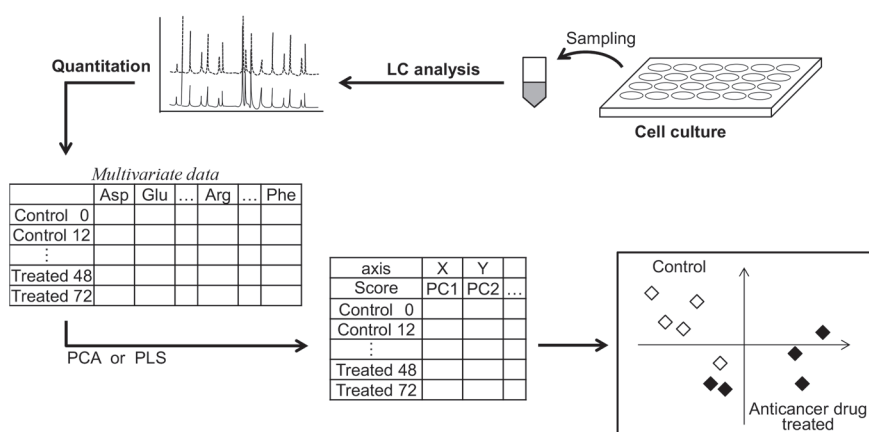 Sampling
Cell culture
LC analysis
Quantitation
Multivariate data
Asp Glu … Arg … Phe
Control 0
Control 12
⋮
Treated 48
Treated 72
PCA or PLS
axis X Y
Score PC1 PC2 …
Control 0
Control 12
⋮
Treated 48
Treated 72
Control
Anticancer drug
treated